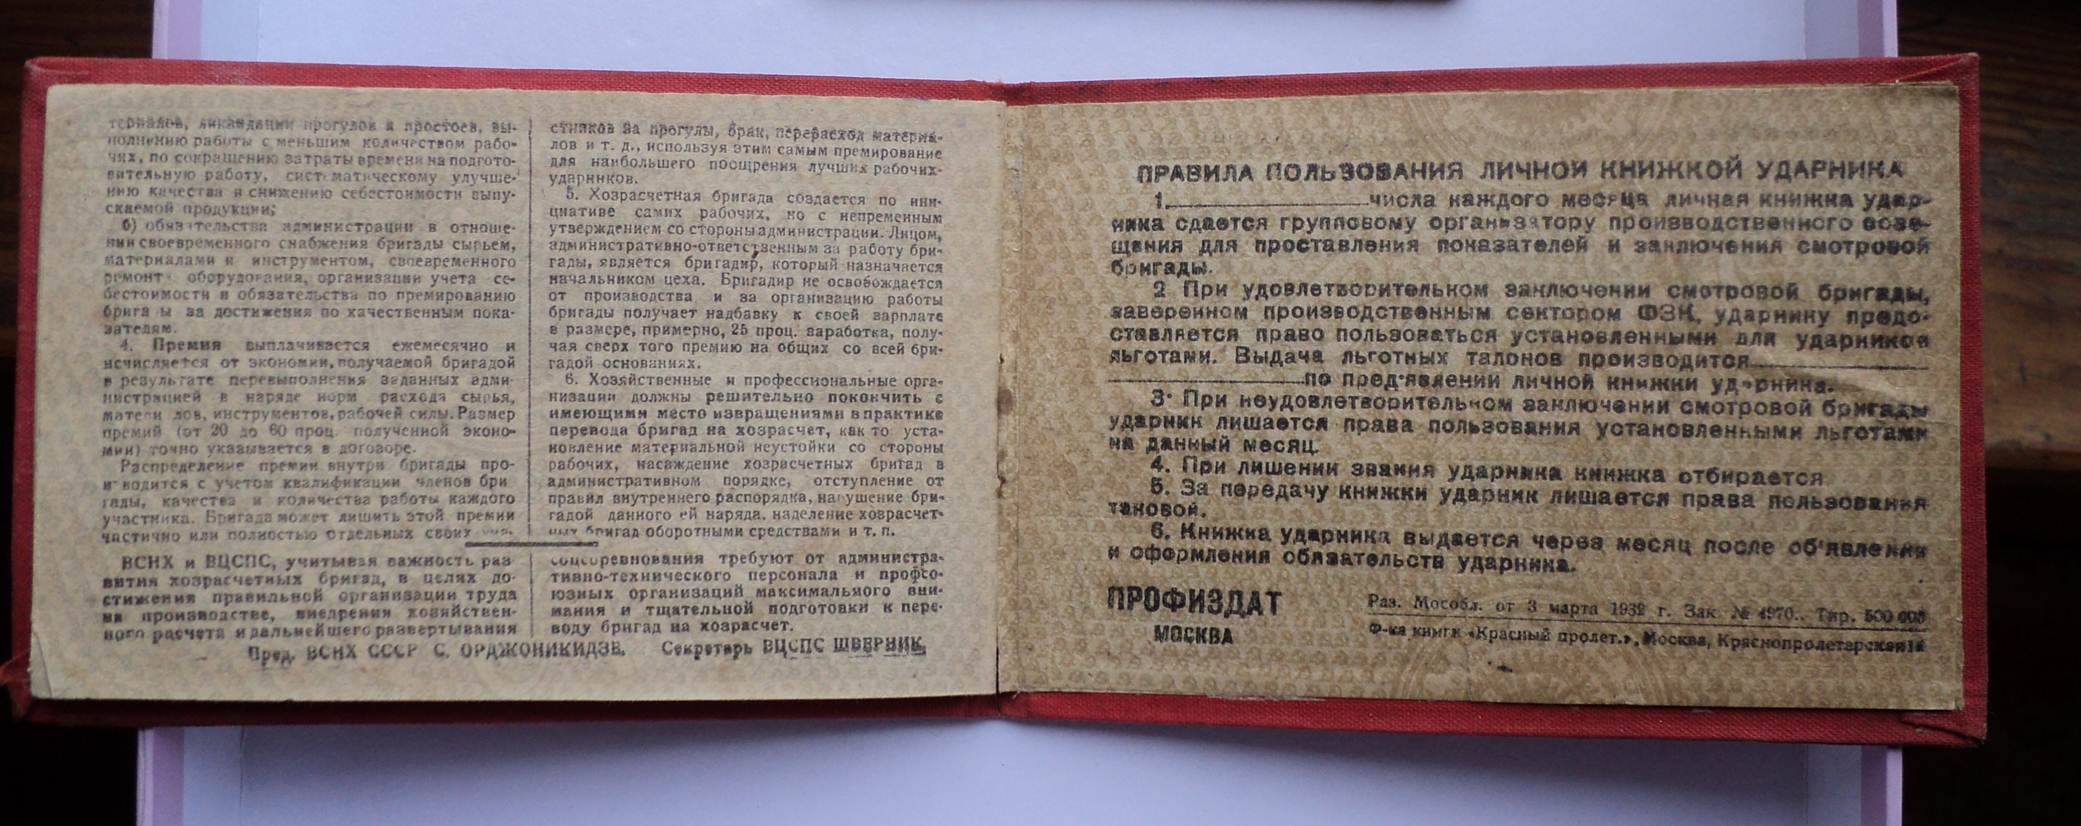 териалов, ликвидации прогулов и простоев, вы-
полнению работы с меньшим количеством рабо-
чих, по сокращению затраты времени на подгото-
вительную работу, систематическому улучше-
нию качества и снижению себестоимости выпу-
скаемой продукции;
б) обязательства администрации в отноше-
нии своевременного снабжения бригады сырьем,
материалами и инструментом, своевременного
ремонт оборудования, организации учета се-
бестоимости и обязательства по премированию
брига ы за достижения по качественным пока-
зателям.
4. Премия выплачивается ежемесячно и
исчисляется от экономии, получаемой бригадой
в результате перевыполнения заданных адми-
нистрацией в наряде норм расхода сырья,
матери лов, инструментов, рабочей силы. Размер
премий (от 20 до 60 проц. полученной эконо-
мии) точно указывается в договоре.
Распределение премии внутри бригады про-
и водится с учетом квалификации членов бри
гады, качества и количества работы каждого
участника. Бригада может лишить этой премии
частично или полностью отдельных своих
стников за прогулы, брак, перерасход материа-
лов и т. д., используя этим самым премирование
для наибольшего поощрения лучших рабочих-
ударников.
5. Хозрасчетная бригада создается по ини-
циативе самих рабочих, но с непременным
утверждением со стороны администрации. Лицом,
административно-ответственным за работу бри-
гады, является бригадир, который назначается
начальником цеха. Бригадир не освобождается
от производства и за организацию работы
бригады получает надбавку к своей зарплате
в размере, примерно, 25 проц. заработка, полу-
чая сверх того премию на общих со всей бри-
гадой основаниях.
6. Хозяйственные и профессиональные орга-
низации должны решительно покончить с
имеющими место извращениями в практике
перевода бригад на хозрасчет, как то: уста-
новление материальной неустойки со стороны
рабочих, насаждение хозрасчетных бригад в
административном порядке, отступление от
правил внутреннего распорядка, нарушение бри-
гадой данного ей наряда, наделение хозрасчет-
ных бригад оборотными средствами и т. п.
ВСНХ и ВЦСПС, учитывая важность раз
вития хозрасчетных бригад, в целях до-
стижения правильной организации труда
на производстве, внедрения хозяйствен-
ного расчета и дальнейшего развертывания
соцсоревнования требуют от администра-
тивно-технического персонала и профсо-
юзных организаций максимального вни-
мания и тщательной подготовки к пере-
воду бригад на хозрасчет.
Пред. ВСНХ СССР С. ОРДЖОНИКИДЗЕ. Секретарь ВЦСПС ШВЕРНИК.
ПРАВИЛА ПОЛЬЗОВАНИЯ ЛИЧНОЙ КНИЖКОЙ УДАРНИКА
1.____________числа каждого месяца личная книжка удар-
ника сдается групповому организатору производственного сове-
щания для проставления показателей и заключения смотровой
бригады.
2 При удовлетворительном заключении смотровой бригады,
заверенном производственным сектором ФЗК, ударнику предо-
ставляется право пользоваться установленными для ударников
льготами. Выдача льготных талонов производится____________
____________по пред'явлении личной книжки ударника.
3. При неудовлетворительном заключении смотровой бригады
ударник лишается права пользования установленными льготами
на данный месяц.
4. При лишении звания ударника книжка отбирается
5. За передачу книжки ударник лишается права пользования
таковой.
6. Книжка ударника выдается через месяц после об'явления
и оформления обязательств ударника.
ПРОФИЗДАТ
МОСКВА
Раз. Мособл. от 3 марта 1932 г. Зак. № 4970. Тир. 500 000
Ф-ка книги «Красный пролет.», Москва, Краснопролетарская